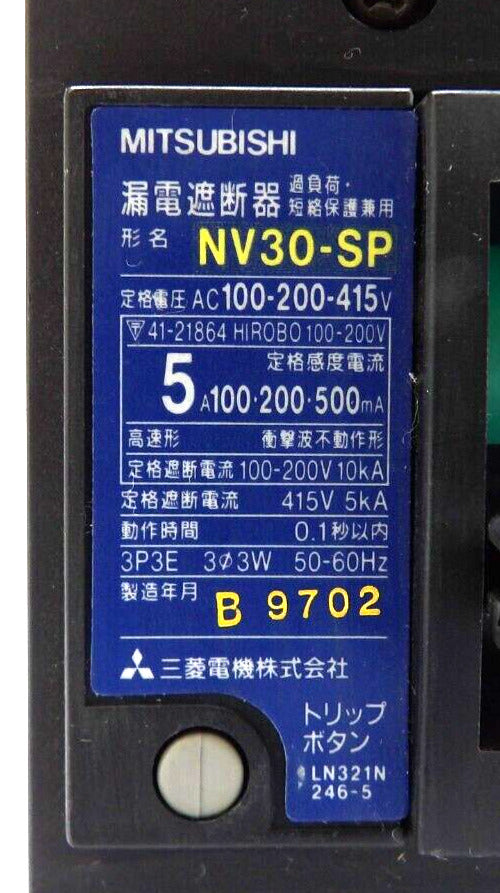 MITSUBISHI
漏電遮断器 過負荷・
短絡保護兼用
形名 NV30-SP
定格電圧 AC100-200-415V
41-21864 HIROBO 100-200V
定格感度電流
5A 100·200·500mA
高速形 衝撃波不動作形
定格遮断電流 100-200V 10kA
定格遮断電流 415V 5kA
動作時間 0.1秒以内
3P3E 3φ3W 50-60Hz
製造年月 B 9702
三菱電機株式会社
トリップ
ボタン
LN321N
246-5